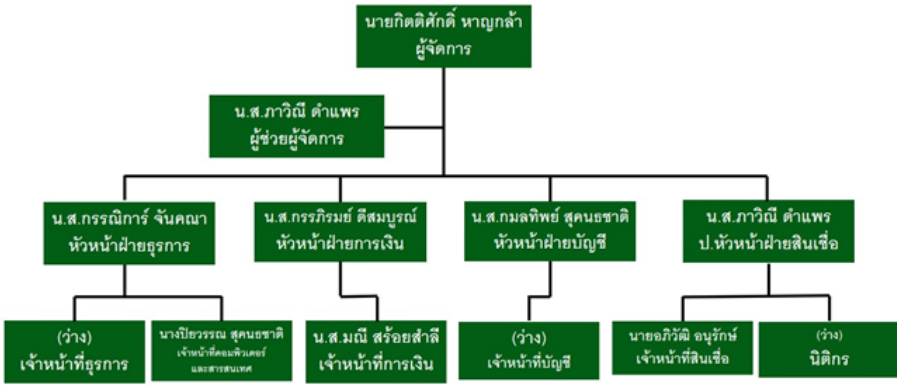 นายกิตติศักดิ์ หาญกล้า
ผู้จัดการ
น.ส.ภาวิณี ดำแพร
ผู้ช่วยผู้จัดการ
น.ส.กรรณิการ์ จันคณา
หัวหน้าฝ่ายธุรการ
น.ส.กรรภิรมย์ ดีสมบูรณ์
หัวหน้าฝ่ายการเงิน
น.ส.กมลทิพย์ สุคนธชาติ
หัวหน้าฝ่ายบัญชี
น.ส.ภาวิณี ดำแพร
ป.หัวหน้าฝ่ายสินเชื่อ
(ว่าง)
เจ้าหน้าที่ธุรการ
นางปิยวรรณ สุคนธชาติ
เจ้าหน้าที่คอมพิวเตอร์
และสารสนเทศ
น.ส.มณี สร้อยสำลี
เจ้าหน้าที่การเงิน
(ว่าง)
เจ้าหน้าที่บัญชี
นายอภิวัฒิ อนุรักษ์
เจ้าหน้าที่สินเชื่อ
(ว่าง)
นิติกร